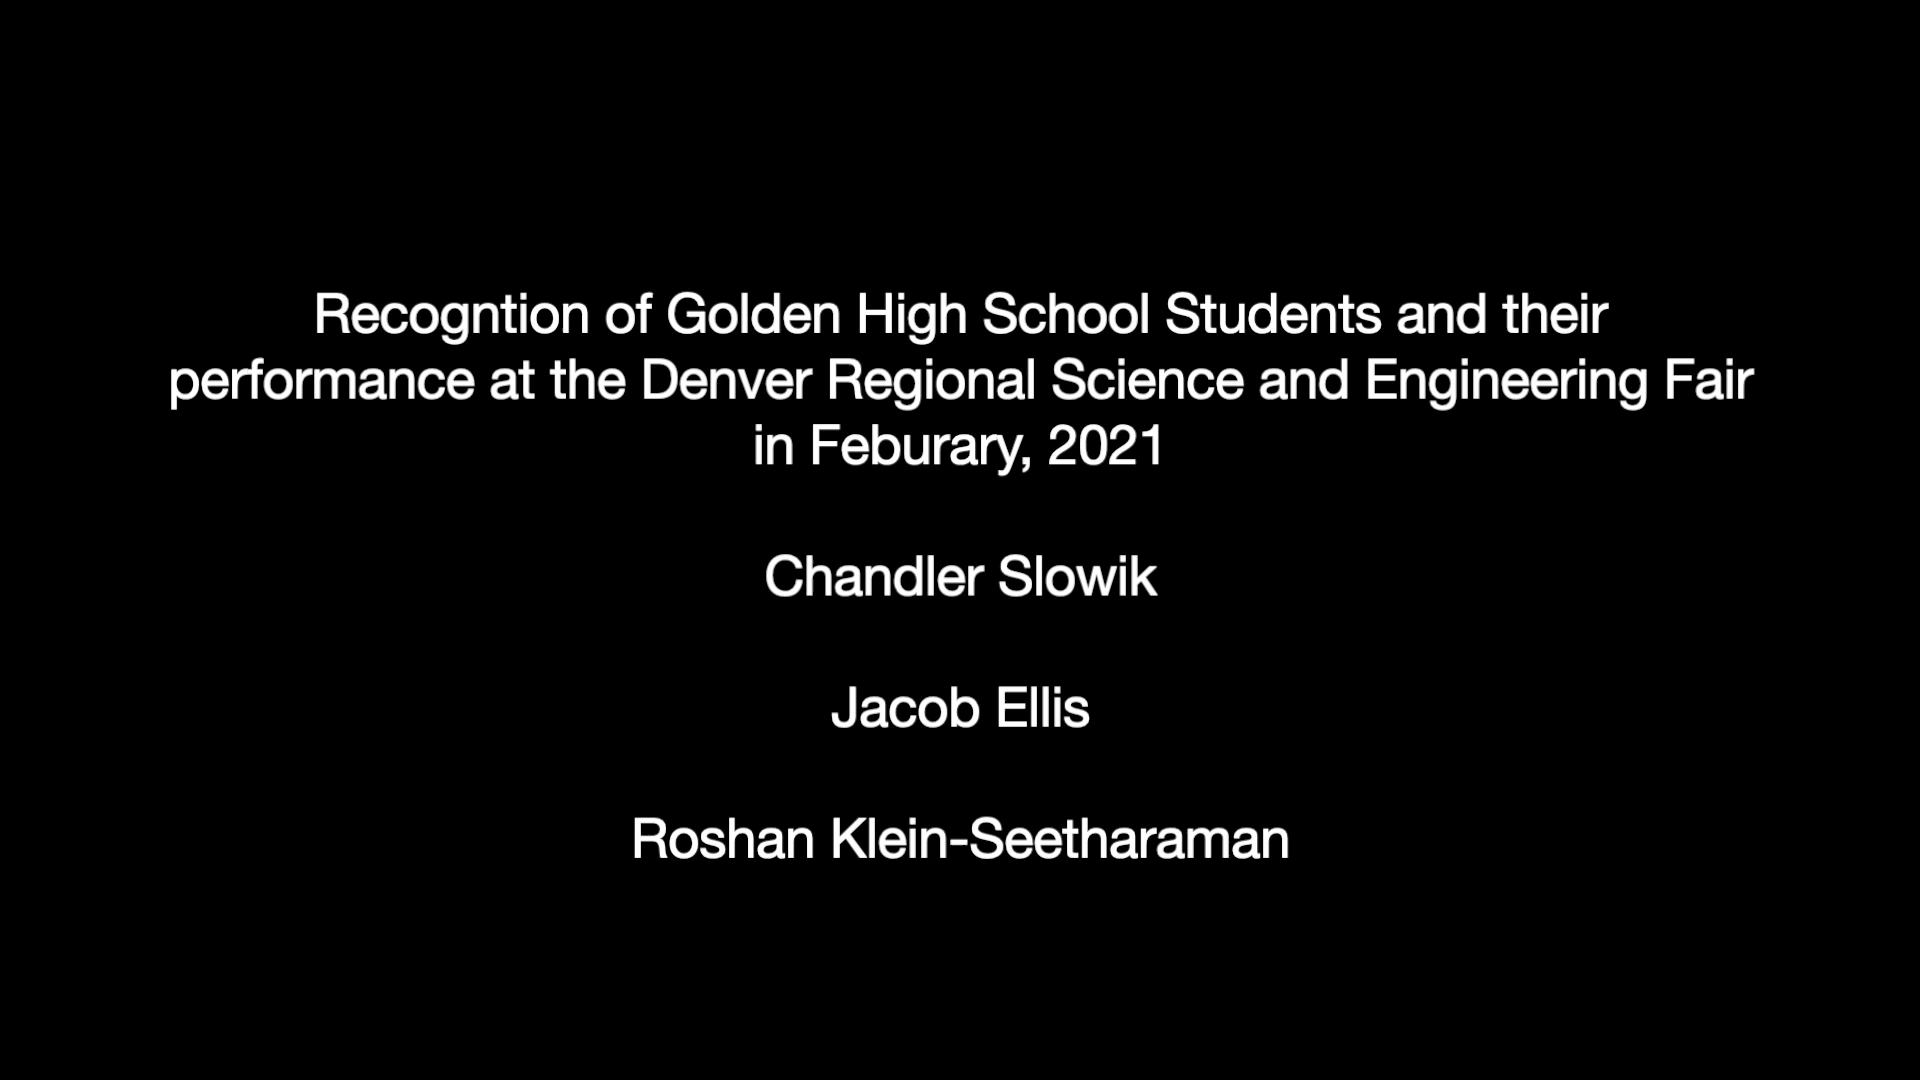 Recogntion of Golden High School Students and their
performance at the Denver Regional Science and Engineering Fair
in Feburary, 2021
Chandler Slowik
Jacob Ellis
Roshan Klein-Seetharaman